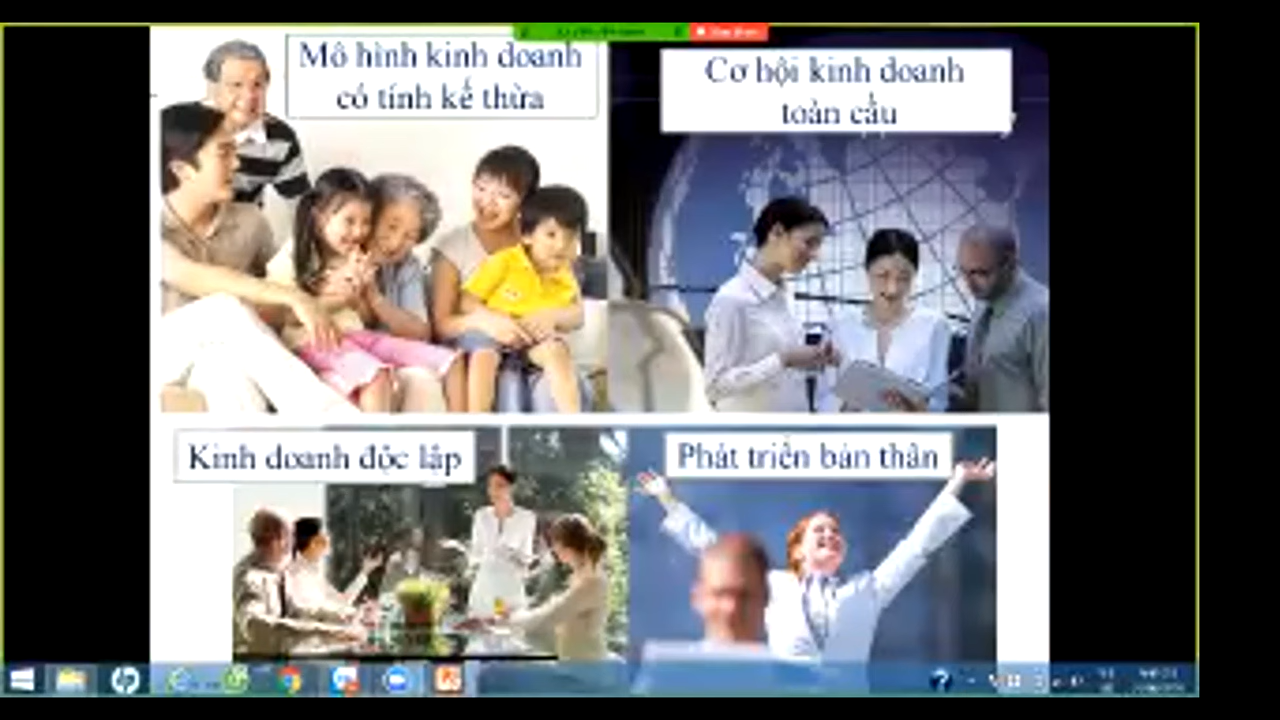 Mô hình kinh doanh
có tính kế thừa
Cơ hội kinh doanh
toàn cầu
Kinh doanh độc lập
Phát triển bản thân